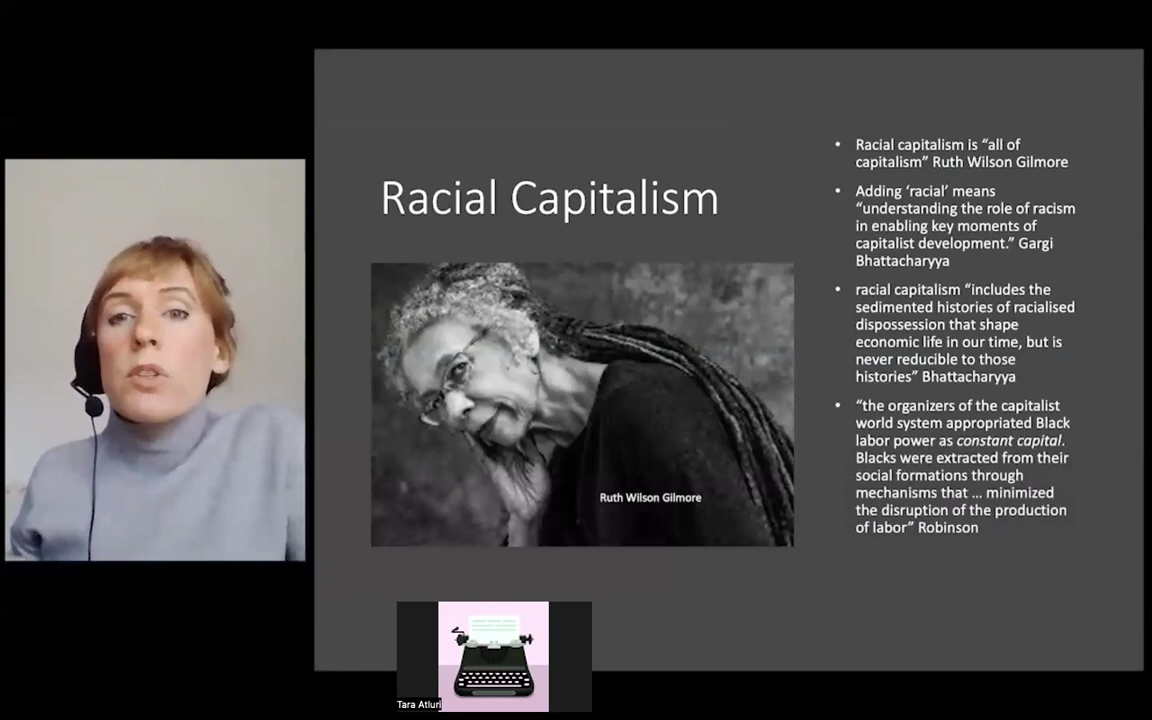 Racial Capitalism
Ruth Wilson Gilmore
• Racial capitalism is “all of
capitalism” Ruth Wilson Gilmore
• Adding ‘racial’ means
“understanding the role of racism
in enabling key moments of
capitalist development.” Gargi
Bhattacharyya
• racial capitalism “includes the
sedimented histories of racialised
dispossession that shape
economic life in our time, but is
never reducible to those
histories” Bhattacharyya
• “the organizers of the capitalist
world system appropriated Black
labor power as constant capital.
Blacks were extracted from their
social formations through
mechanisms that … minimized
the disruption of the production
of labor” Robinson
Tara Atluri